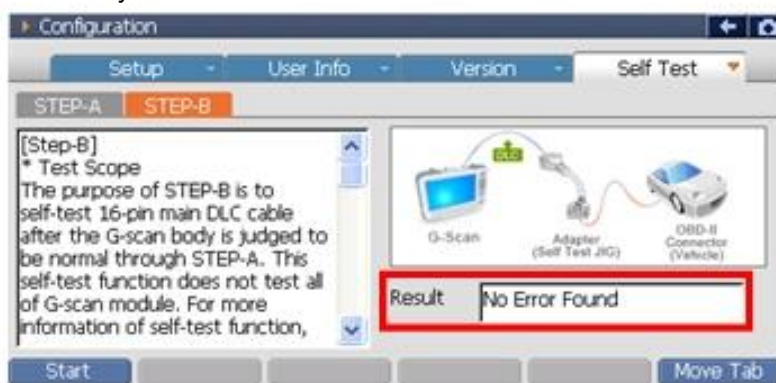 Configuration
Setup
User Info
Version
Self Test
STEP-A
STEP-B
[Step-B]
* Test Scope
The purpose of STEP-B is to
self-test 16-pin main DLC cable
after the G-scan body is judged to
be normal through STEP-A. This
self-test function does not test all
of G-scan module. For more
information of self-test function,
DLC
G-Scan
Adapter
(Self Test JIG)
OBD-II
Connector
(Vehicle)
Result
No Error Found
Start
Move Tab